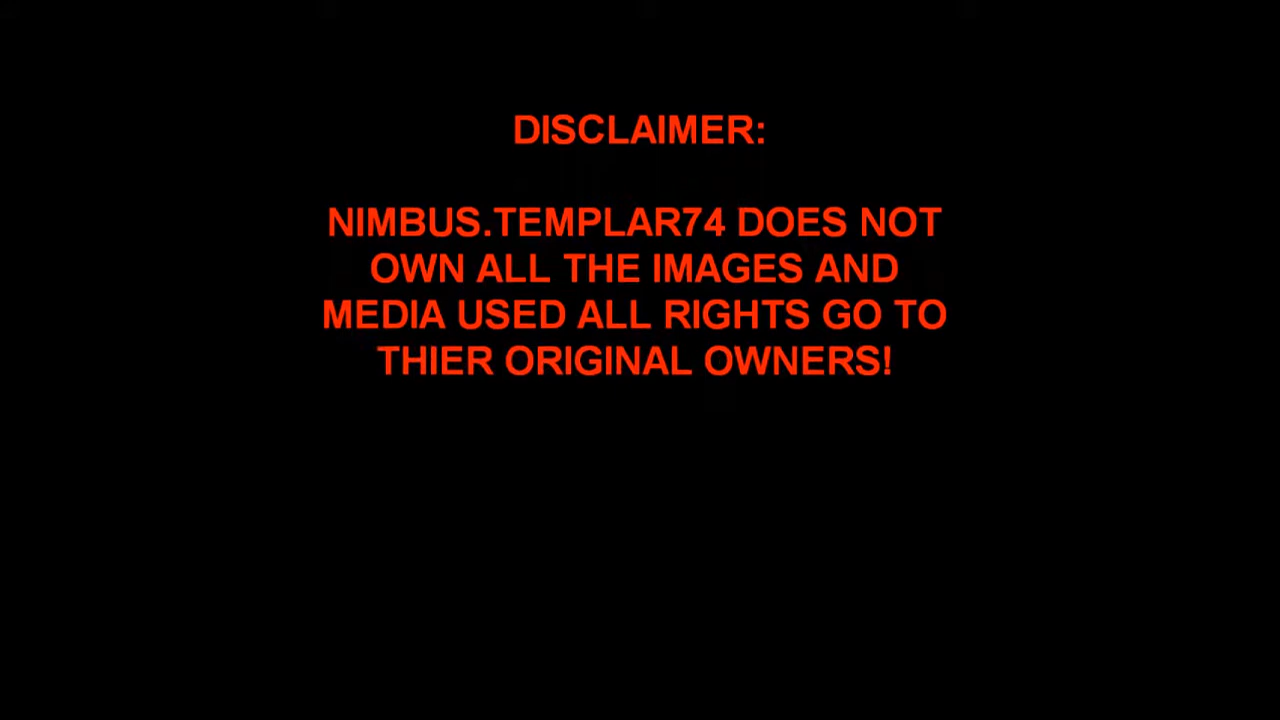 DISCLAIMER:
NIMBUS.TEMPLAR74 DOES NOT
OWN ALL THE IMAGES AND
MEDIA USED ALL RIGHTS GO TO
THIER ORIGINAL OWNERS!